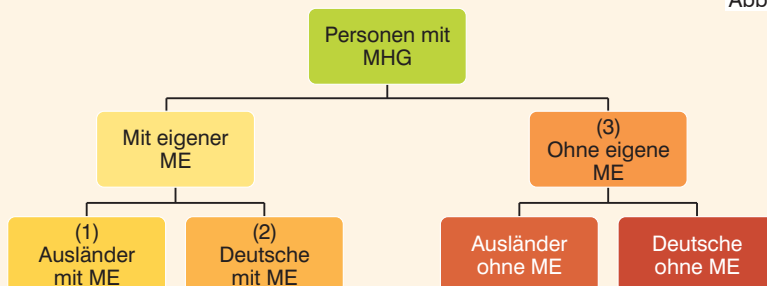 Abb
Personen mit
MHG
Mit eigener
ME
(3)
Ohne eigene
ME
(1)
Ausländer
mit ME
(2)
Deutsche
mit ME
Ausländer
ohne ME
Deutsche
ohne ME